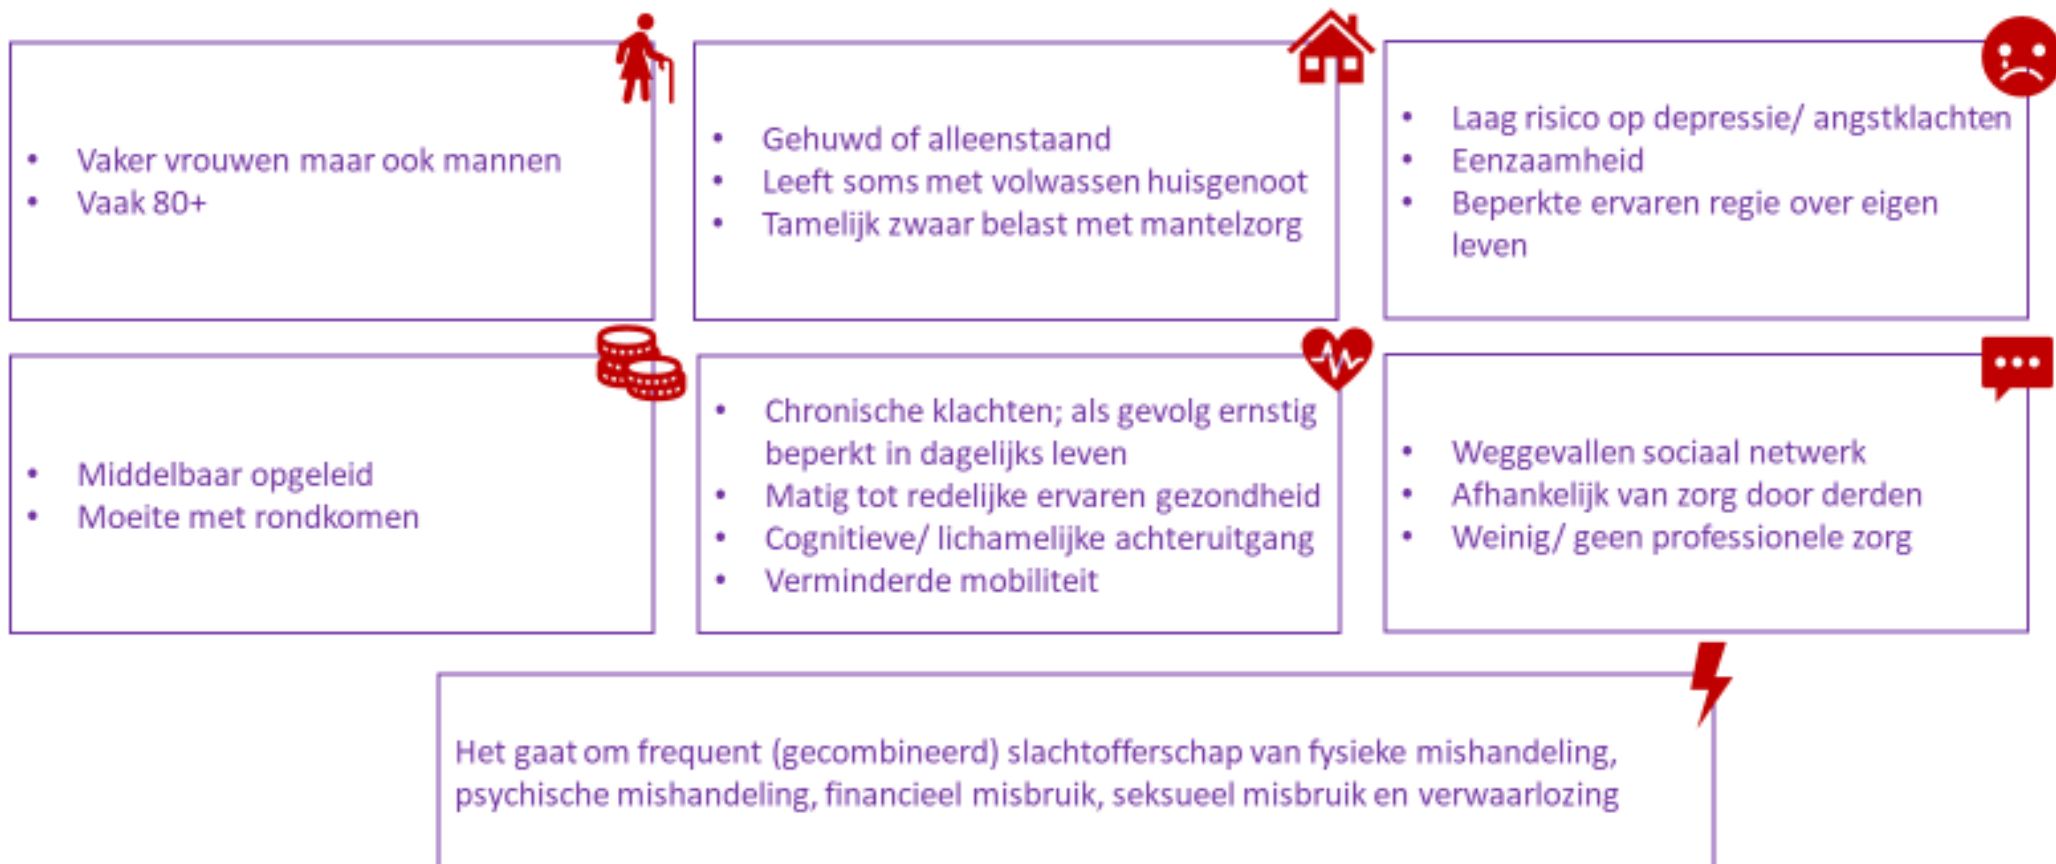 • Vaker vrouwen maar ook mannen
• Vaak 80+
• Gehuwd of alleenstaand
• Leeft soms met volwassen huisgenoot
• Tamelijk zwaar belast met mantelzorg
• Laag risico op depressie/ angstklachten
• Eenzaamheid
• Beperkte ervaren regie over eigen
leven
• Middelbaar opgeleid
• Moeite met rondkomen
• Chronische klachten; als gevolg ernstig
beperkt in dagelijks leven
• Matig tot redelijke ervaren gezondheid
• Cognitieve/ lichamelijke achteruitgang
• Verminderde mobiliteit
• Weggevallen sociaal netwerk
• Afhankelijk van zorg door derden
• Weinig/ geen professionele zorg
Het gaat om frequent (gecombineerd) slachtofferschap van fysieke mishandeling,
psychische mishandeling, financieel misbruik, seksueel misbruik en verwaarlozing